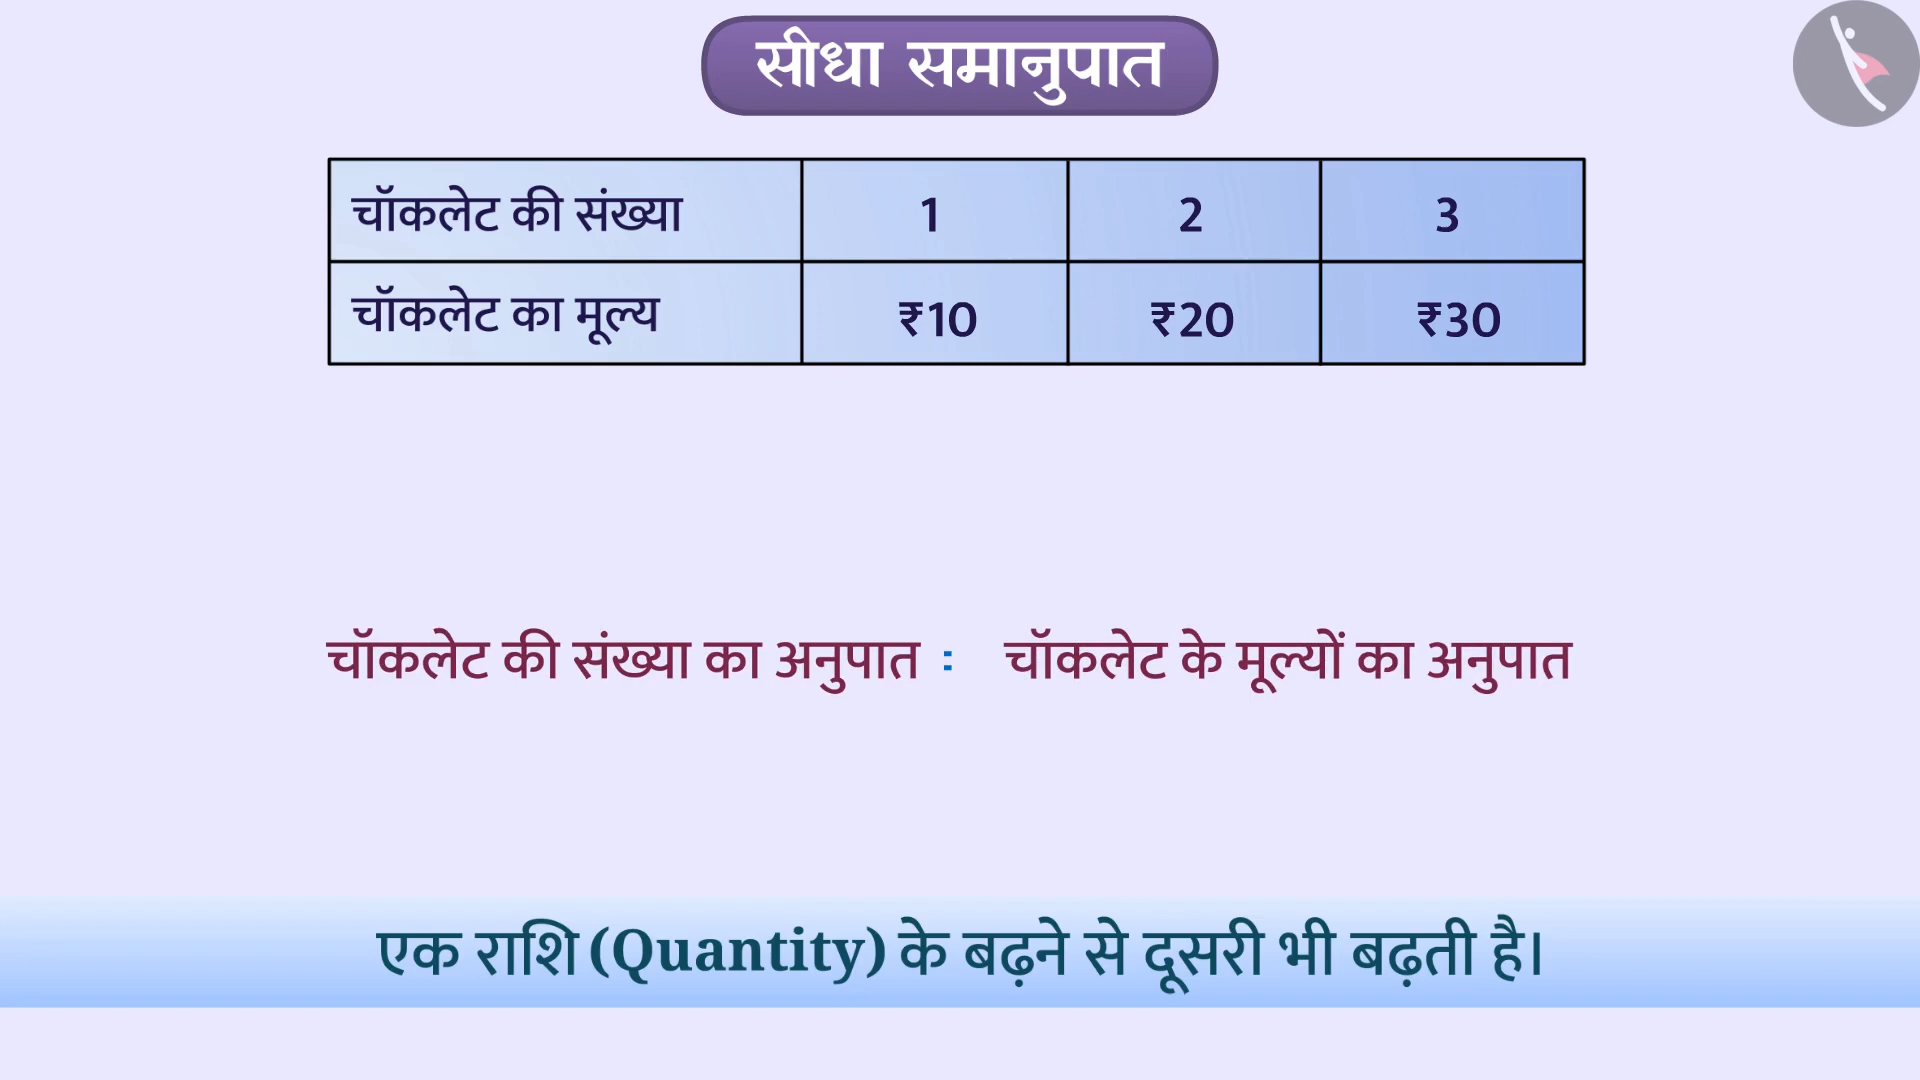 सीधा समानुपात
चॉकलेट की संख्या 1 2 3
चॉकलेट का मूल्य ₹10 ₹20 ₹30
चॉकलेट की संख्या का अनुपात : चॉकलेट के मूल्यों का अनुपात
एक राशि (Quantity) के बढ़ने से दूसरी भी बढ़ती है।